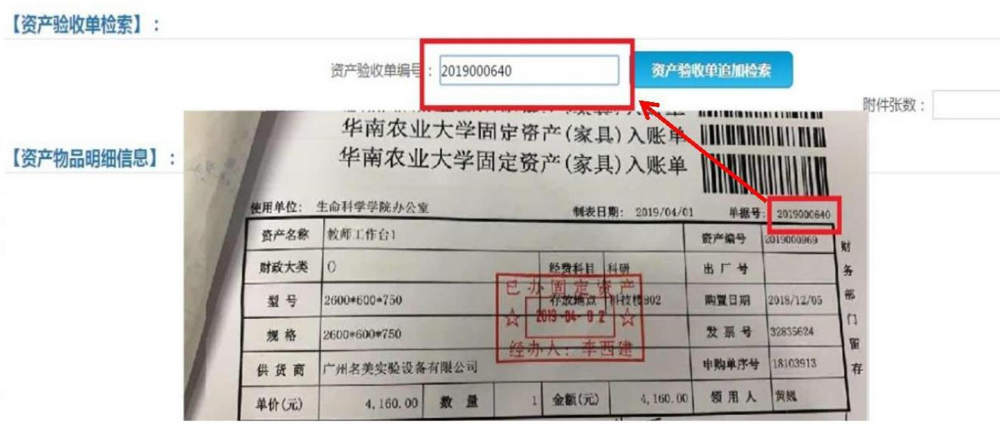 【资产验收单检索】：
资产验收单编号：2019000640 资产验收单追加检索
附件张数：
华南农业大学固定资产(家具)入账单
【资产物品明细信息】：
华南农业大学固定资产(家具)入账单
使用单位: 生命科学学院办公室 制表日期: 2019/04/01 单据号: 2019000640
资产名称 教师工作台1 资产编号 2019000969
财政大类 () 经费科目 科研 出厂号
型号 2600*600*750 存放地点 科技楼802 购置日期 2018/12/05
规格 2600*600*750 发票号 32835624
供货商 广州名美实验设备有限公司 申购单序号 18103913
单价(元) 4,160.00 数量 1 金额(元) 4,160.00 领用人 黄巍
已办固定资产
2019-04-02
经办人：李西建
财务部门留存